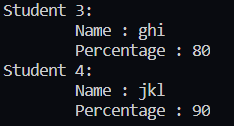 Student 3:
Name : ghi
Percentage : 80
Student 4:
Name : jkl
Percentage : 90